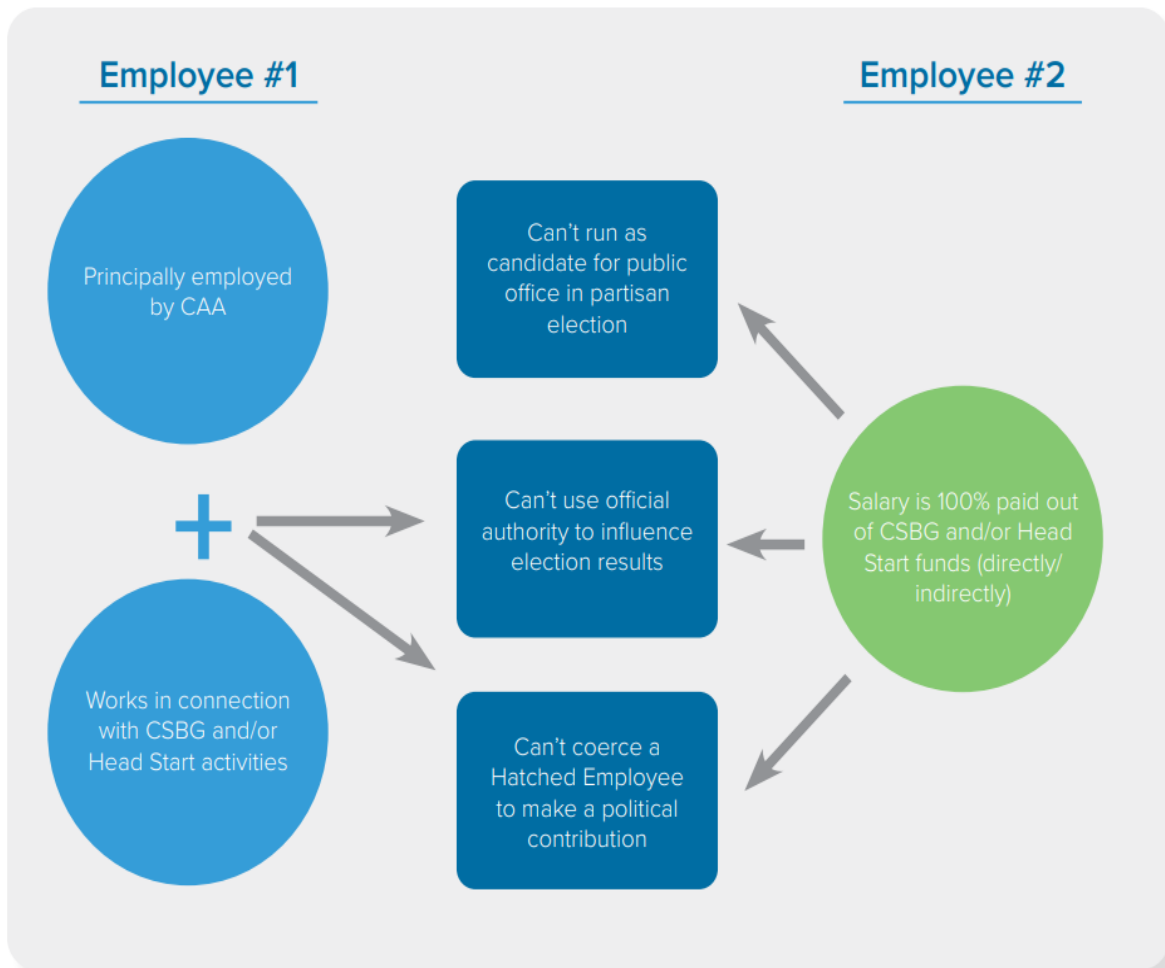 Employee #1
Employee #2
Principally employed
by CAA
Works in connection
with CSBG and/or
Head Start activities
Can’t run as
candidate for public
office in partisan
election
Can’t use official
authority to influence
election results
Can’t coerce a
Hatched Employee
to make a political
contribution
Salary is 100% paid out
of CSBG and/or Head
Start funds (directly/
indirectly)